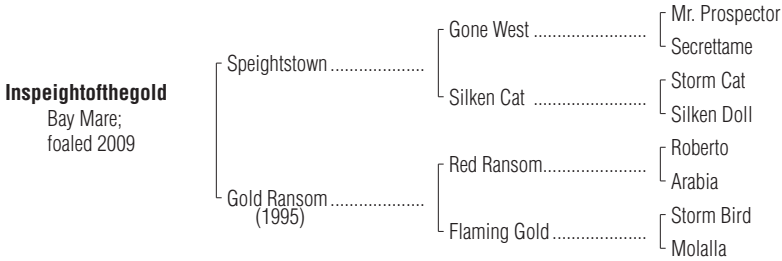 Inspeightofthegold
Bay Mare;
foaled 2009
Speightstown ....................
Gold Ransom ....................
(1995)
Gone West ........................
Silken Cat ........................
Red Ransom......................
Flaming Gold ....................
Mr. Prospector
Secrettame
Storm Cat
Silken Doll
Roberto
Arabia
Storm Bird
Molalla